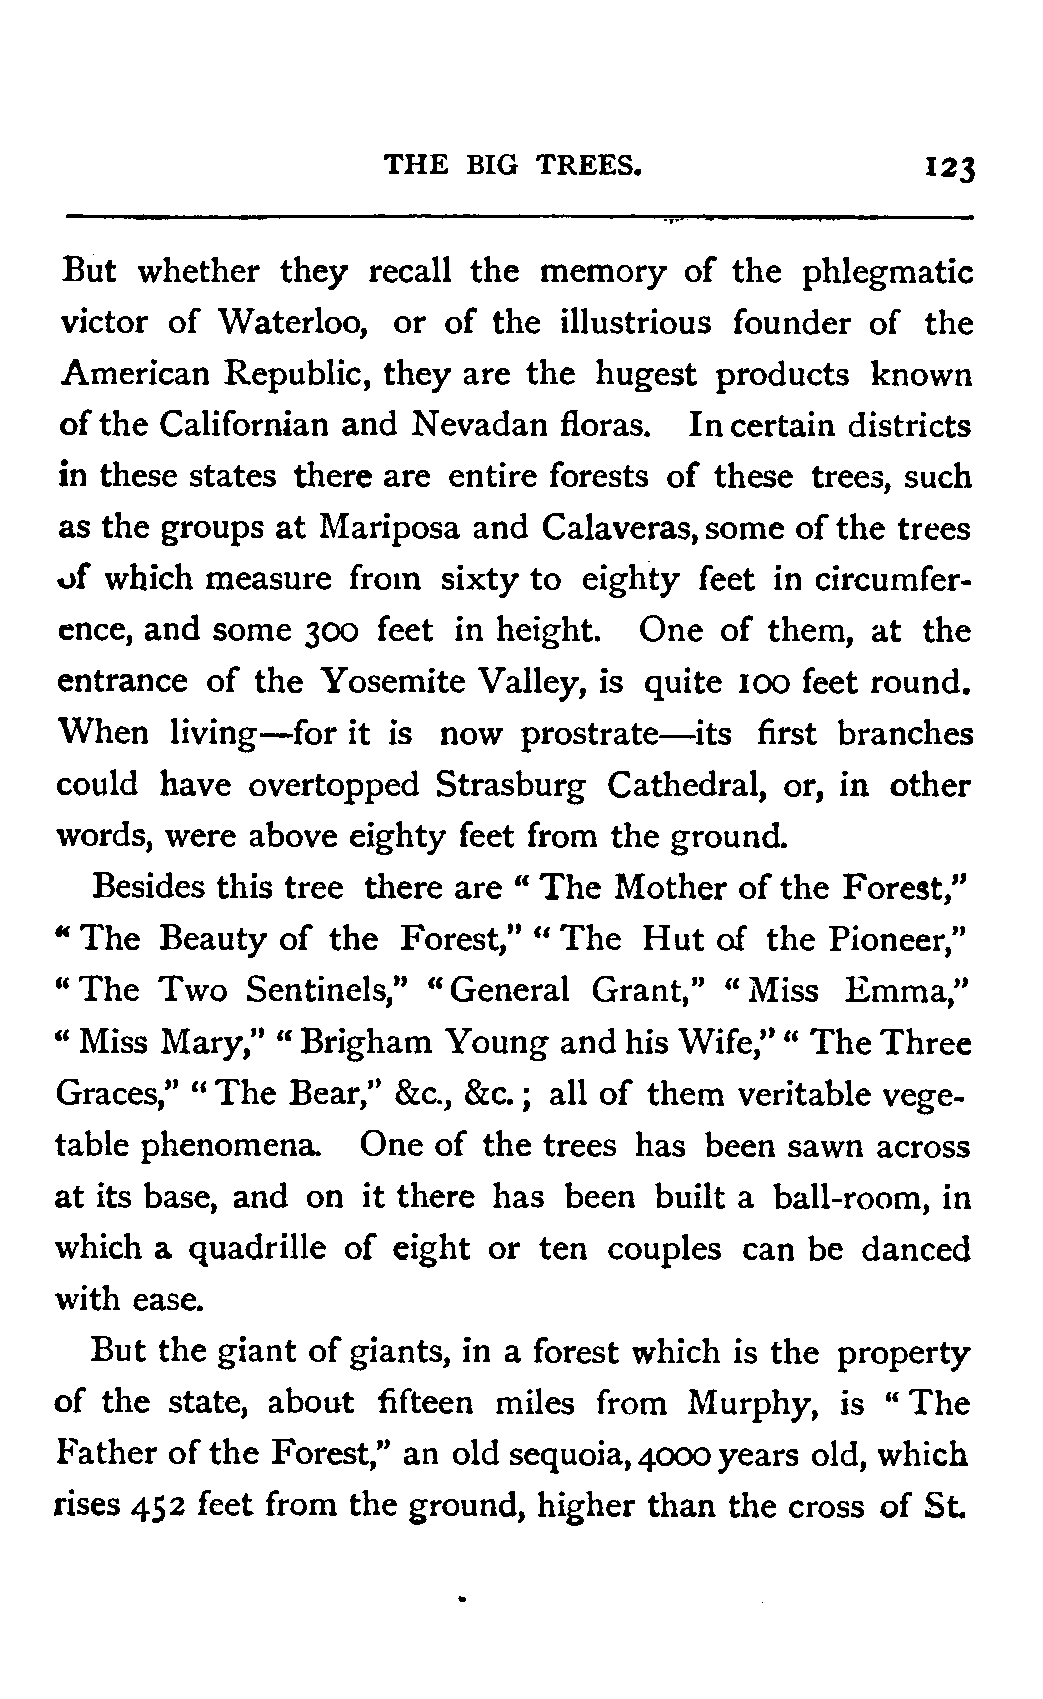 THE BIG TREES. 123
But whether they recall the memory of the phlegmatic
victor of Waterloo, or of the illustrious founder of the
American Republic, they are the hugest products known
of the Californian and Nevadan floras. In certain districts
in these states there are entire forests of these trees, such
as the groups at Mariposa and Calaveras, some of the trees
of which measure from sixty to eighty feet in circumfer-
ence, and some 300 feet in height. One of them, at the
entrance of the Yosemite Valley, is quite 100 feet round.
When living—for it is now prostrate—its first branches
could have overtopped Strasburg Cathedral, or, in other
words, were above eighty feet from the ground.
Besides this tree there are “ The Mother of the Forest,”
“ The Beauty of the Forest,” “ The Hut of the Pioneer,”
“ The Two Sentinels,” “ General Grant,” “ Miss Emma,”
“ Miss Mary,” “ Brigham Young and his Wife,” “ The Three
Graces,” “ The Bear,” &c., &c. ; all of them veritable vege-
table phenomena. One of the trees has been sawn across
at its base, and on it there has been built a ball-room, in
which a quadrille of eight or ten couples can be danced
with ease.
But the giant of giants, in a forest which is the property
of the state, about fifteen miles from Murphy, is “ The
Father of the Forest,” an old sequoia, 4000 years old, which
rises 452 feet from the ground, higher than the cross of St.